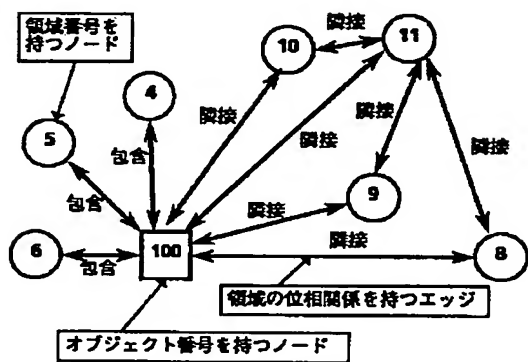 領域番号を
持つノード
10
隣接
11
4
隣接
隣接
隣接
5
包含
隣接
包含
9
隣接
6
包含
100
隣接
8
領域の位相関係を持つエッジ
オブジェクト番号を持つノード